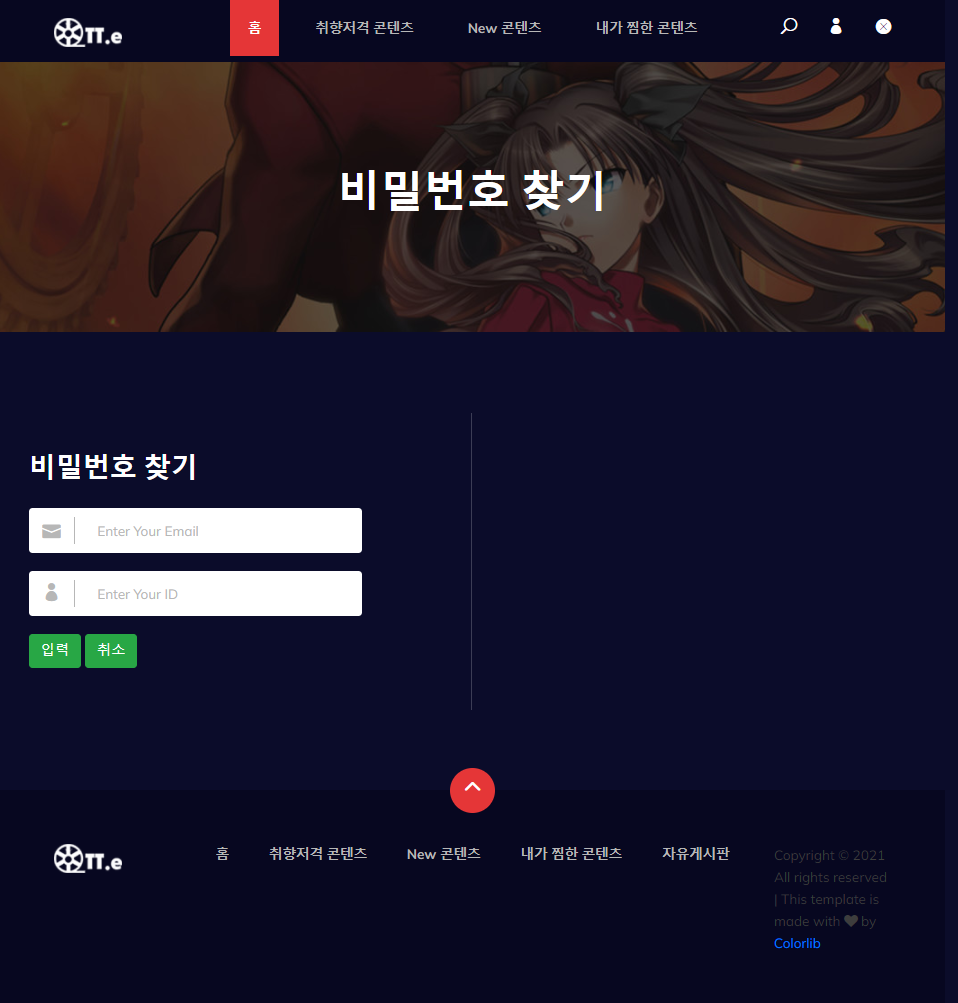 TT.e
홈 취향저격 콘텐츠 New 콘텐츠 내가 찜한 콘텐츠
비밀번호 찾기
비밀번호 찾기
Enter Your Email
Enter Your ID
입력 취소
TT.e
홈 취향저격 콘텐츠 New 콘텐츠 내가 찜한 콘텐츠 자유게시판
Copyright © 2021
All rights reserved
| This template is
made with ♥ by
Colorlib